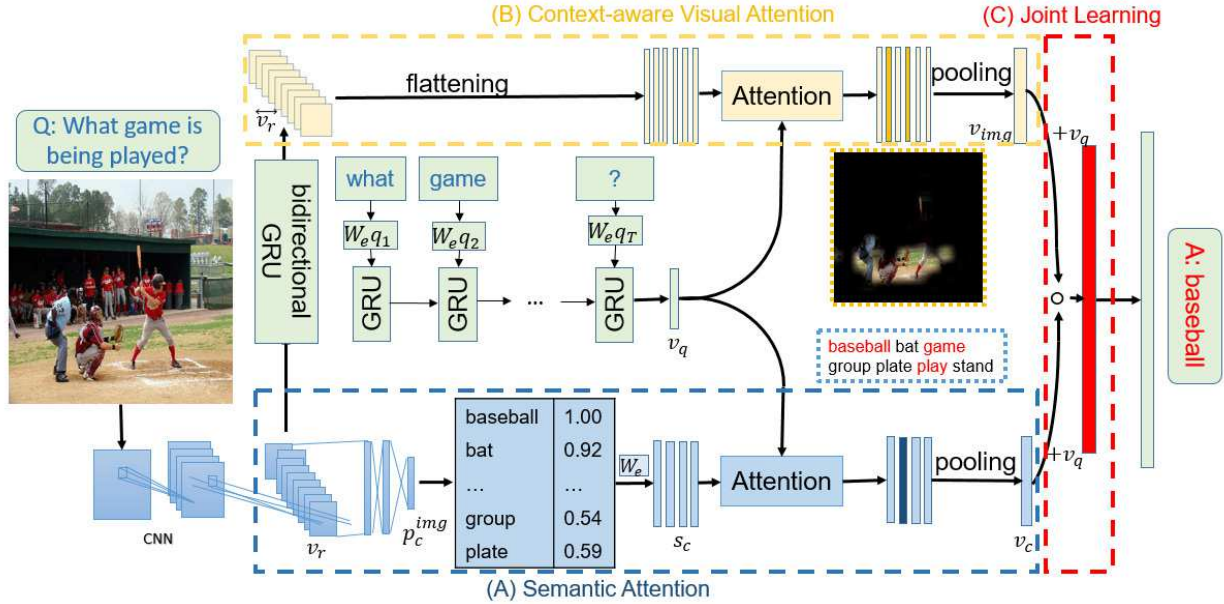 (B) Context-aware Visual Attention
(C) Joint Learning
flattening
Attention
pooling
v_r
v_img
+v_q
Q: What game is
being played?
bidirectional
GRU
what
game
?
W_e q_1
W_e q_2
W_e q_T
GRU
GRU
...
GRU
v_q
A: baseball
baseball bat game
group plate play stand
baseball 1.00
bat 0.92
... ...
group 0.54
plate 0.59
W_e
Attention
pooling
+v_q
CNN
v_r
p_c^img
s_c
v_c
(A) Semantic Attention